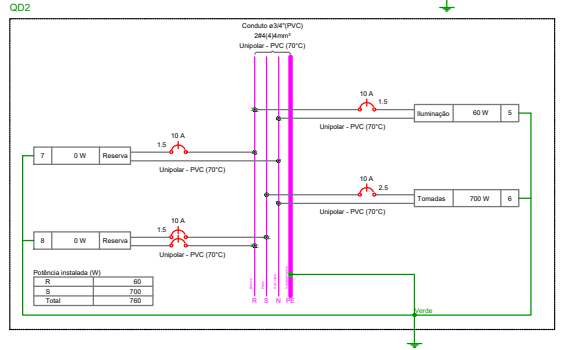 QD2
Conduto ø3/4"(PVC)
2#4(4)4mm²
Unipolar - PVC (70°C)
10 A
1.5
Iluminação 60 W 5
Unipolar - PVC (70°C)
10 A
1.5
7 0 W Reserva
Unipolar - PVC (70°C)
10 A
2.5
Tomadas 700 W 6
Unipolar - PVC (70°C)
10 A
1.5
8 0 W Reserva
Unipolar - PVC (70°C)
Potência instalada (W)
R 60
S 700
Total 760
R S N PE
Verde